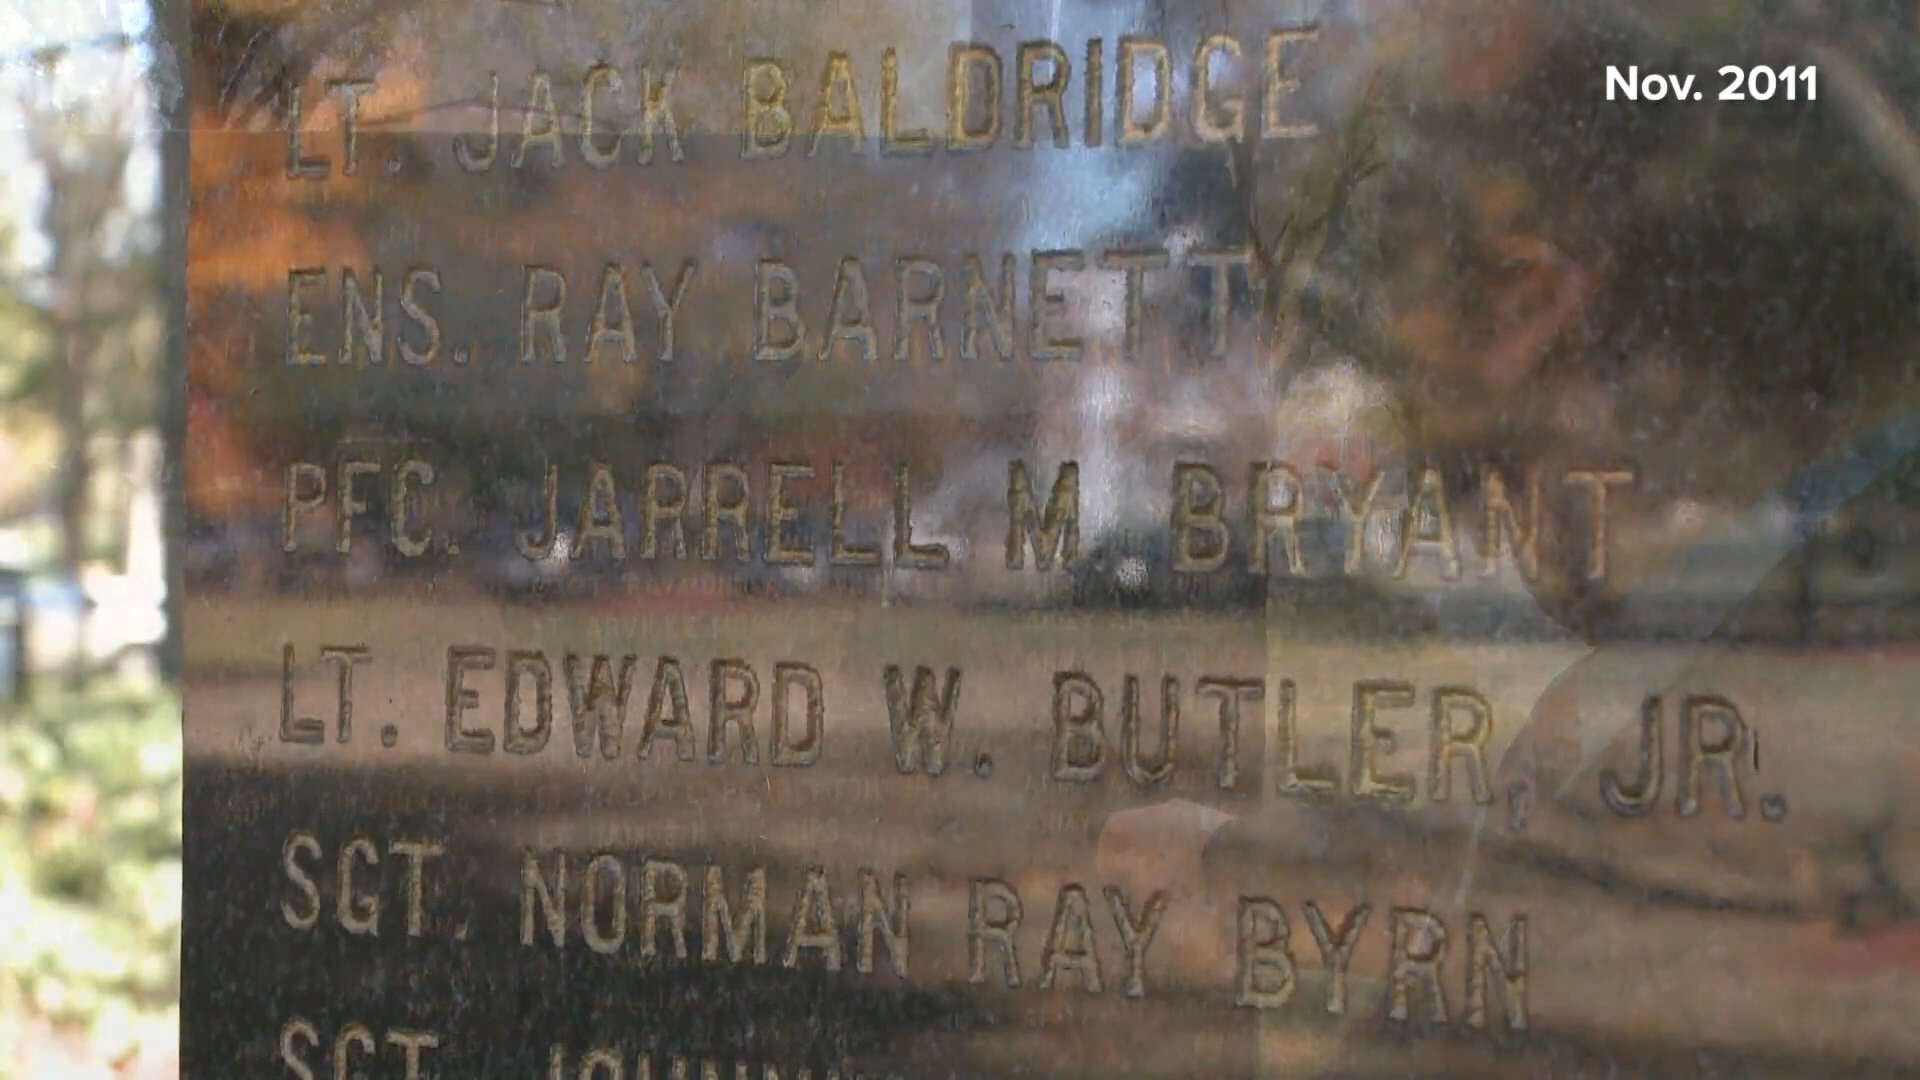 Nov. 2011
LT. JACK BALDRIDGE
ENS. RAY BARNETT
PFC. JARRELL M. BRYANT
LT. EDWARD W. BUTLER, JR.
SGT. NORMAN RAY BYRN
SGT.